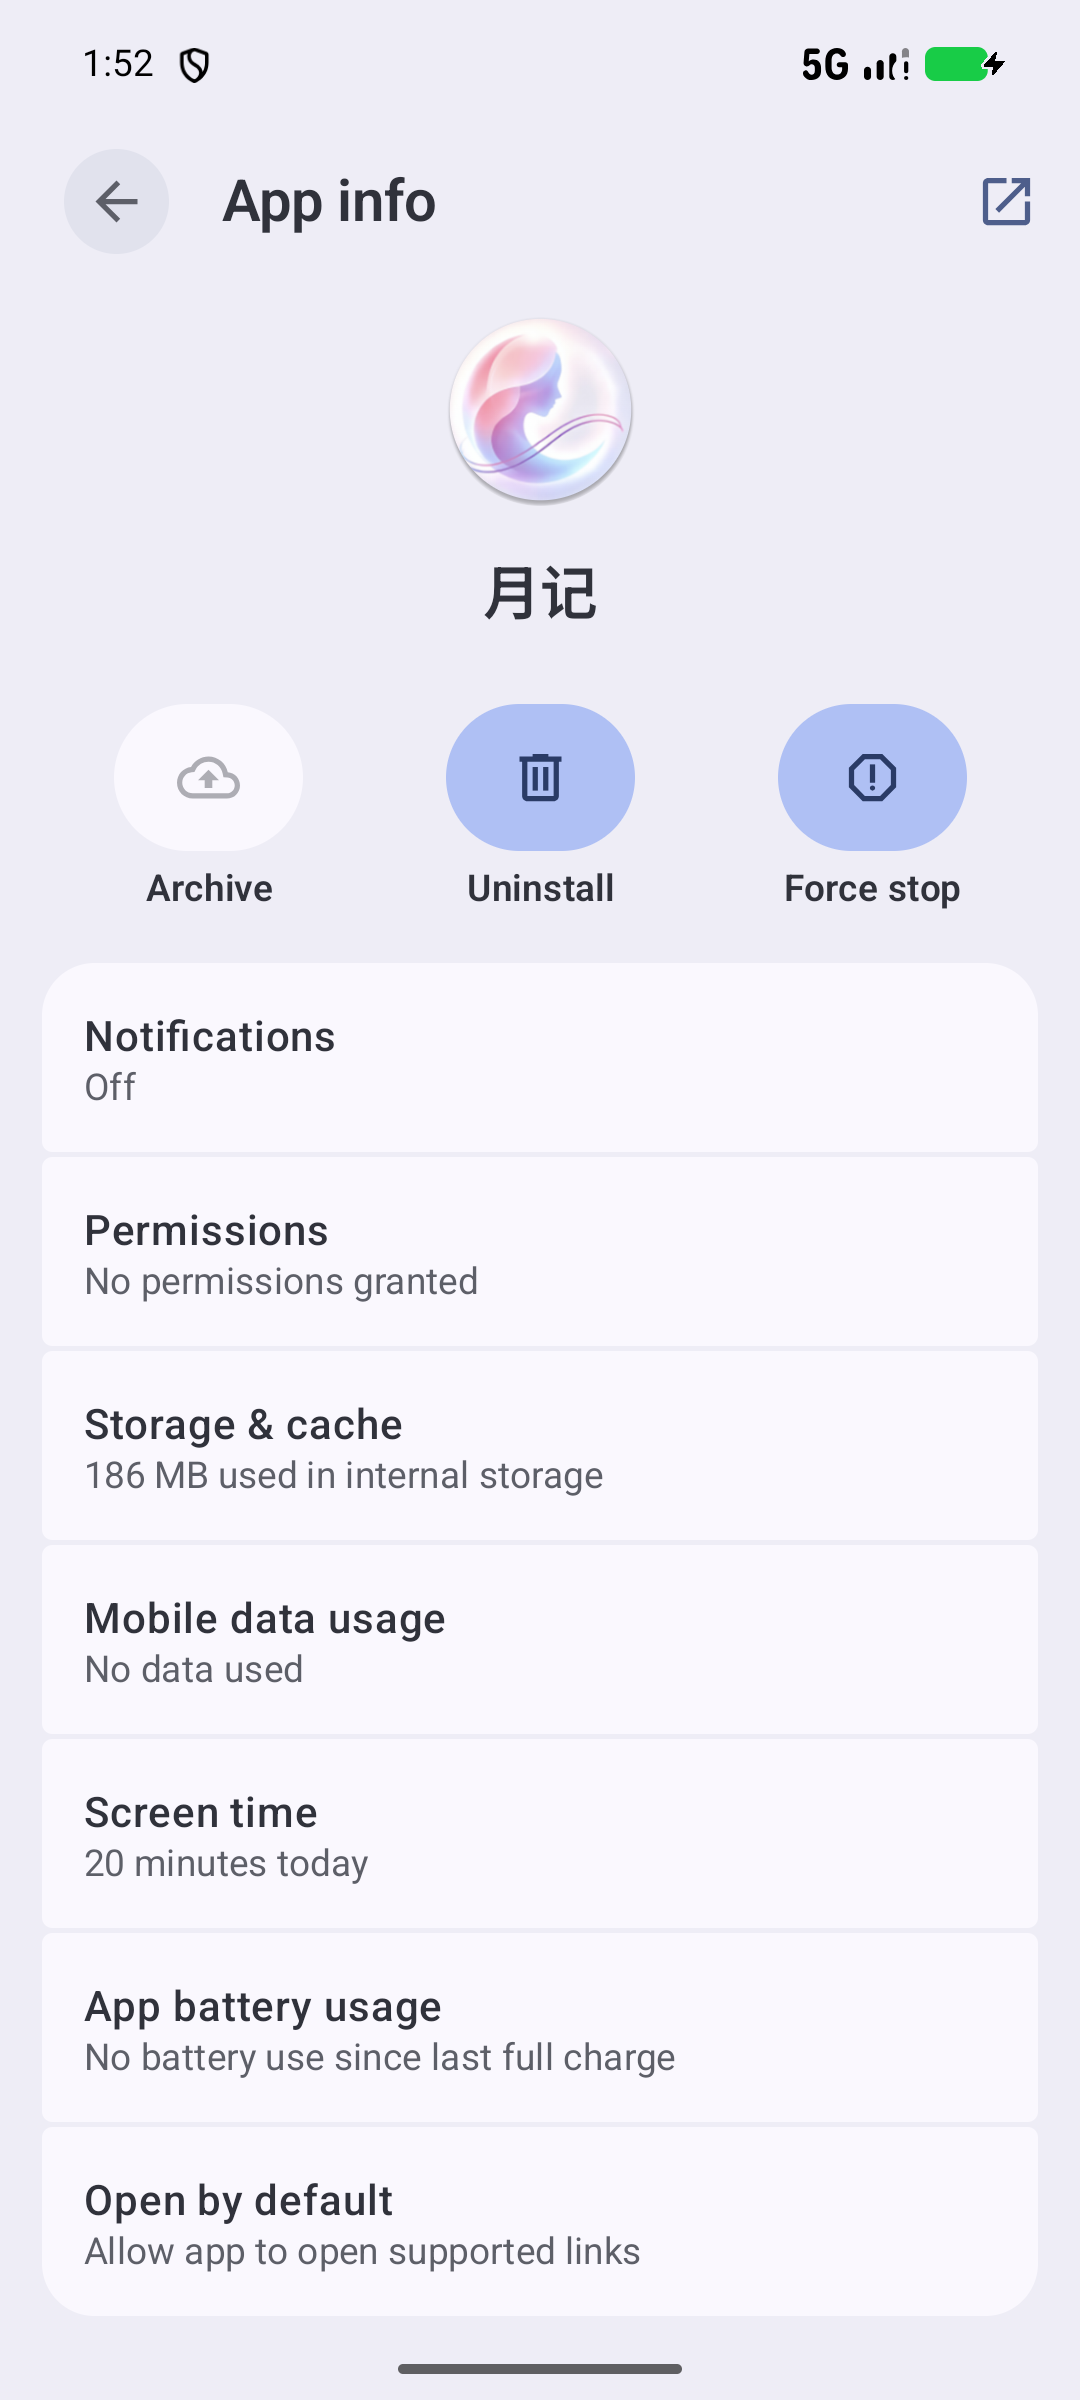 1:52
5G
App info
月记
Archive
Uninstall
Force stop
Notifications
Off
Permissions
No permissions granted
Storage & cache
186 MB used in internal storage
Mobile data usage
No data used
Screen time
20 minutes today
App battery usage
No battery use since last full charge
Open by default
Allow app to open supported links